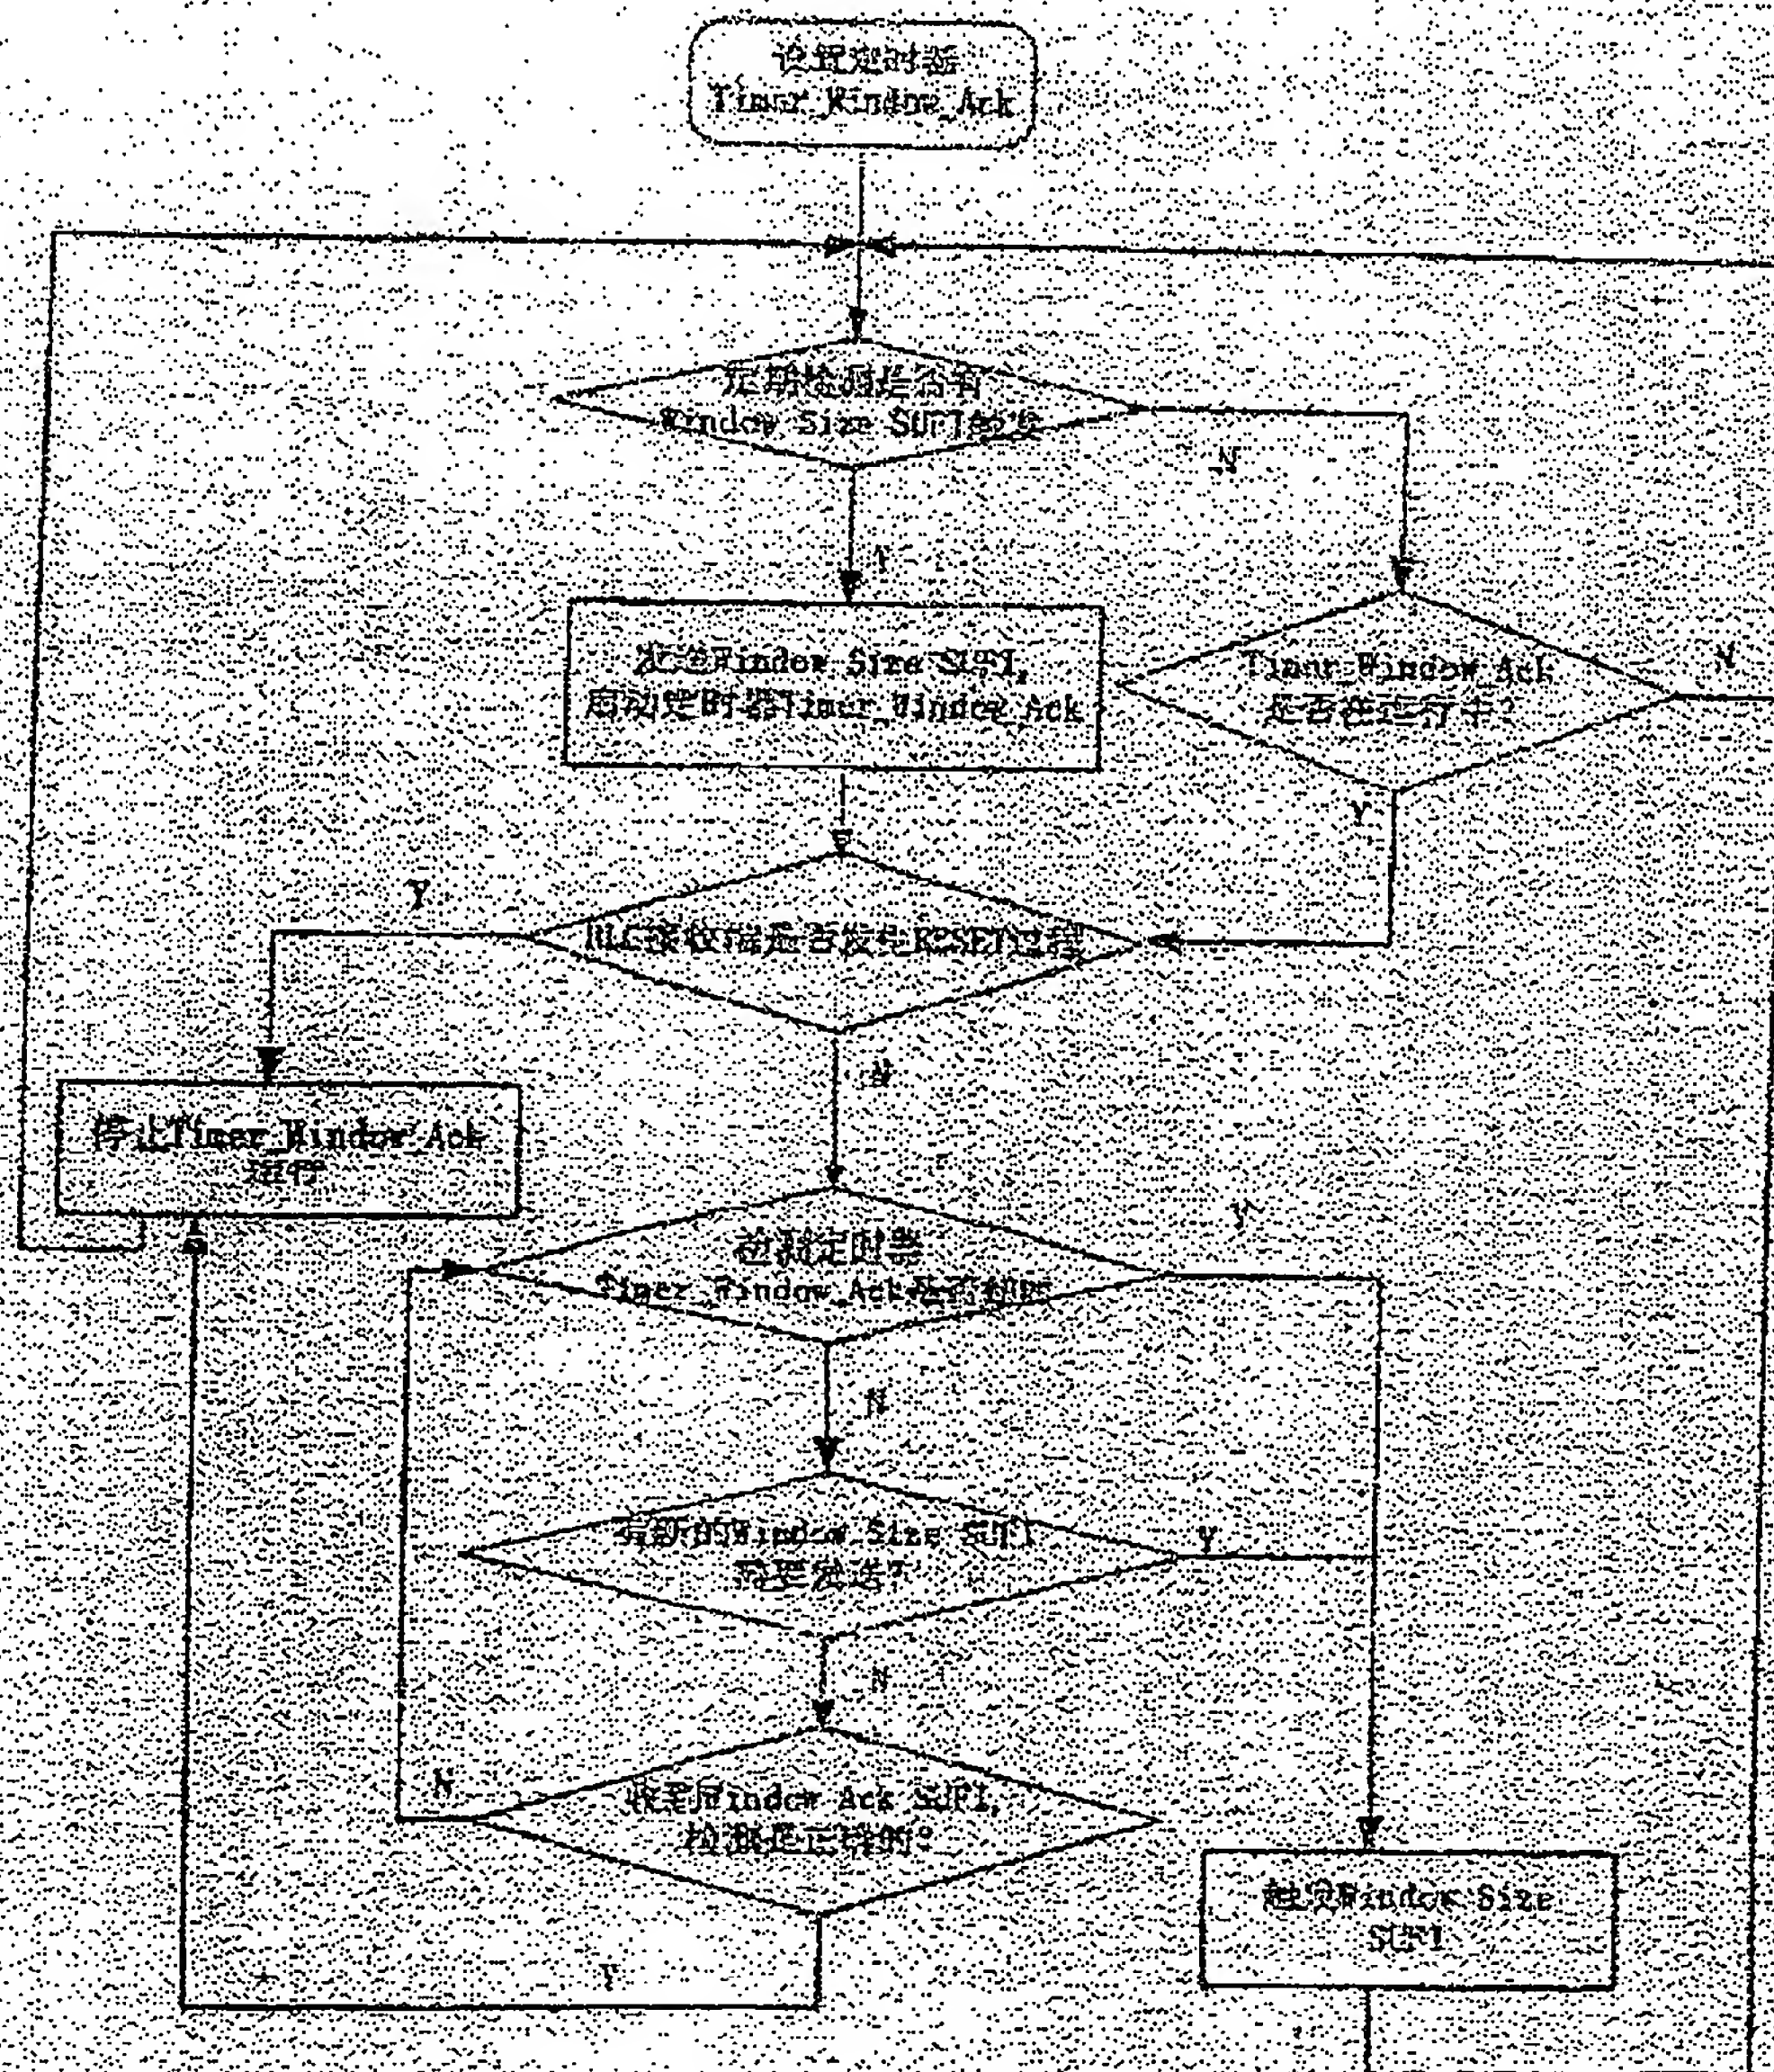 设置定时器
Timer_Window_Ack
定期检测是否有
Window Size SUFI触发
N
Y
发送Window Size SUFI,
启动定时器Timer_Window_Ack
Timer_Window_Ack
是否在运行中?
N
Y
Y
RLC接收端是否发生RESET过程
N
停止Timer_Window_Ack
运行
定时器
Timer_Window_Ack是否超时
Y
N
有新的Window Size SUFI
需要发送?
Y
N
收到Window Ack SUFI,
检测是正确的?
N
Y
触发Window Size
SUFI